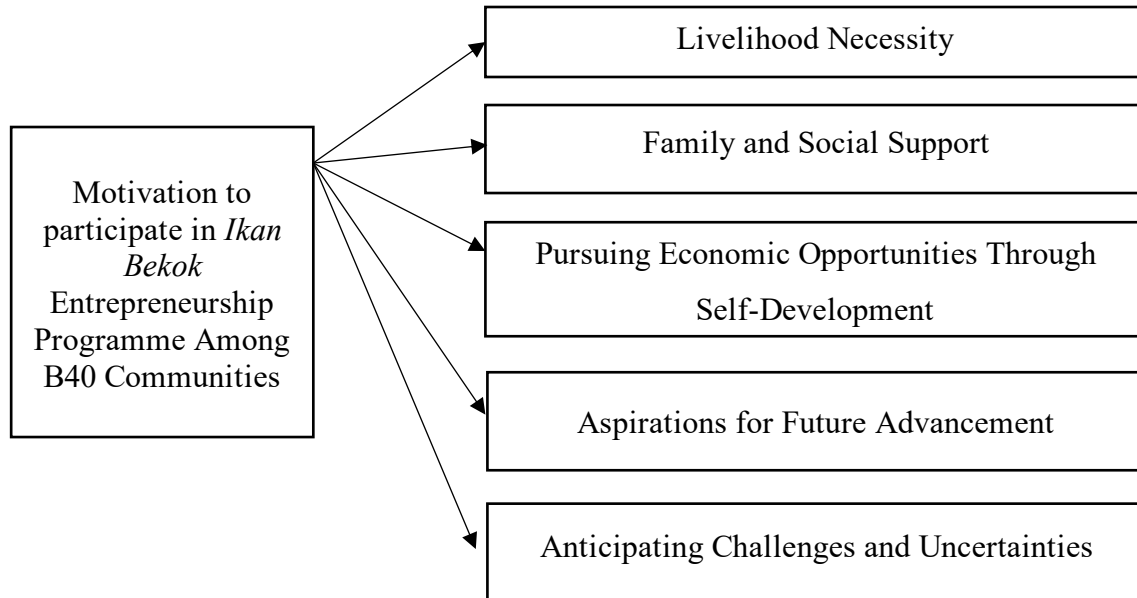 Motivation to
participate in Ikan
Bekok
Entrepreneurship
Programme Among
B40 Communities
Livelihood Necessity
Family and Social Support
Pursuing Economic Opportunities Through
Self-Development
Aspirations for Future Advancement
Anticipating Challenges and Uncertainties